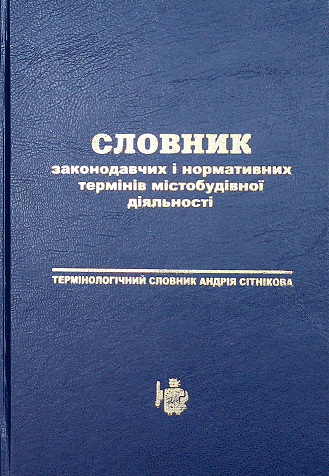 СЛОВНИК
законодавчих і нормативних
термінів містобудівної
діяльності
ТЕРМІНОЛОГІЧНИЙ СЛОВНИК АНДРІЯ СІТНІКОВА